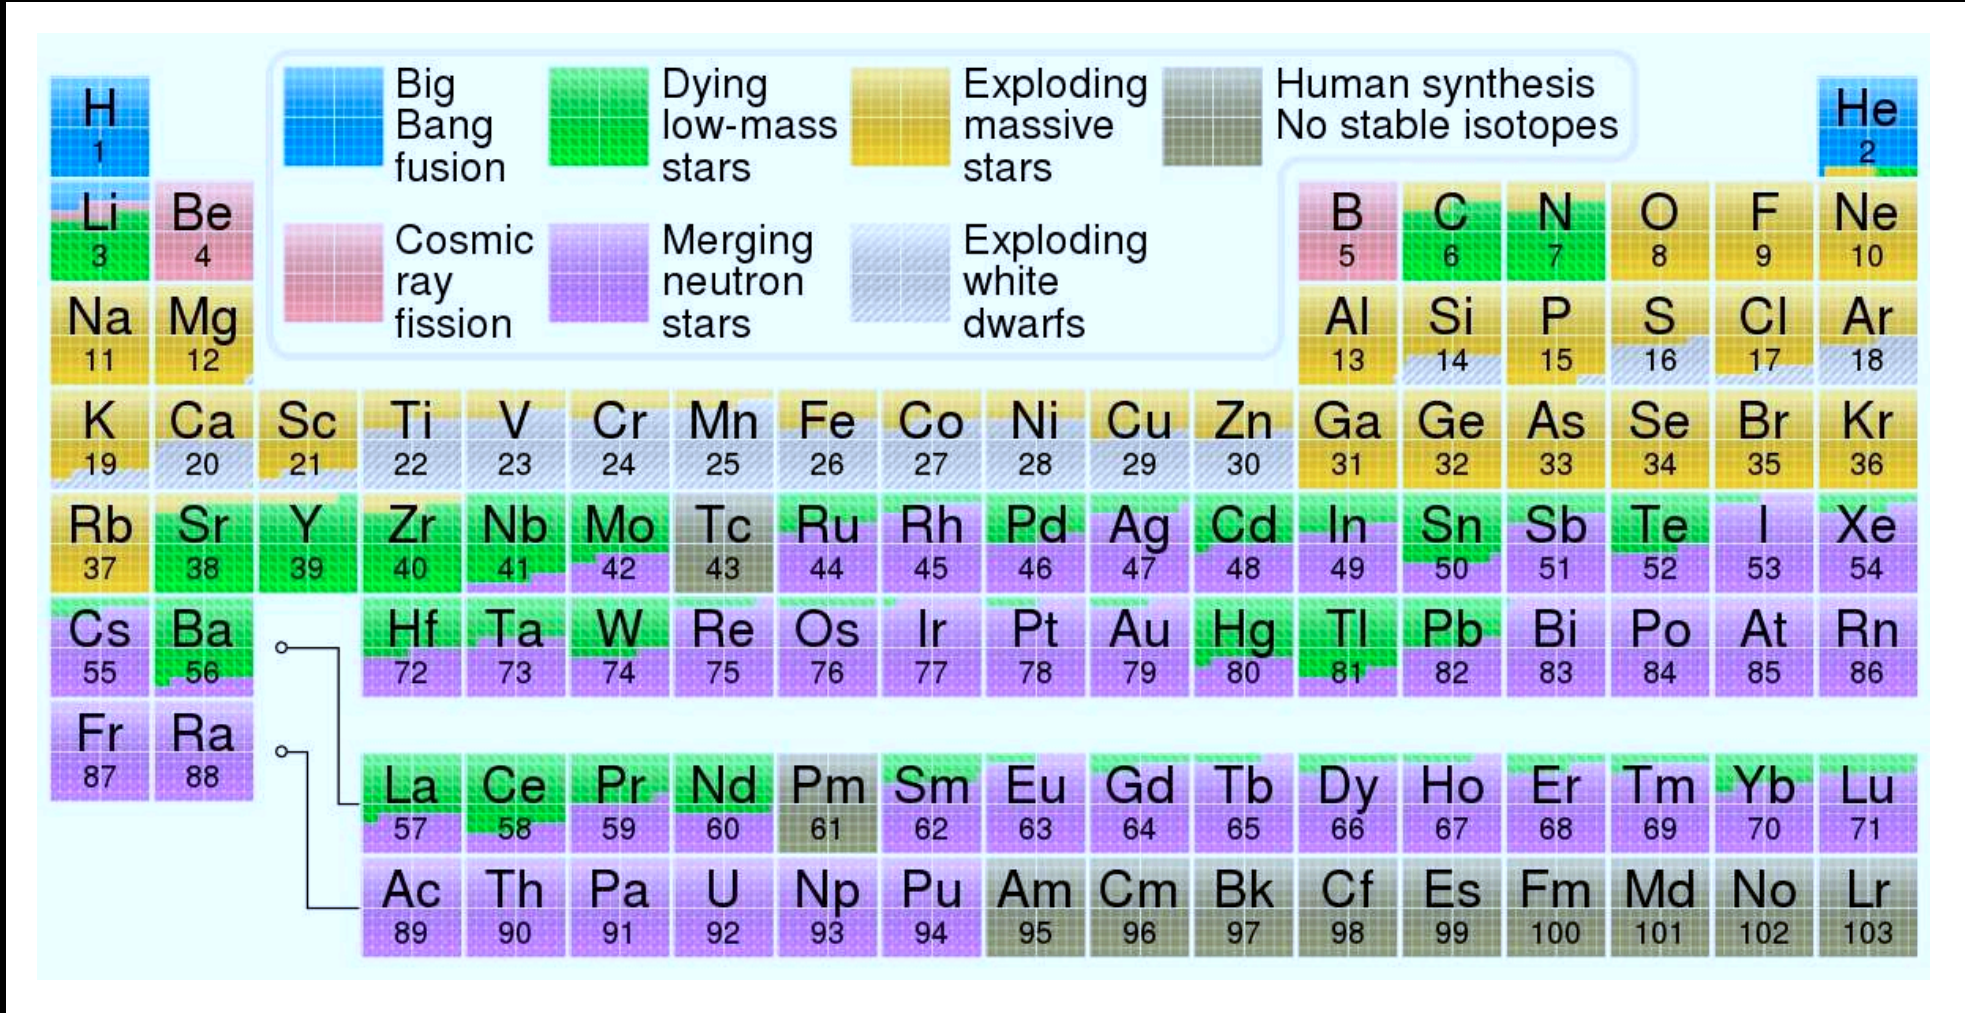 Big Bang fusion
Dying low-mass stars
Exploding massive stars
Human synthesis
No stable isotopes
Cosmic ray fission
Merging neutron stars
Exploding white dwarfs
H He
1 2
Li Be B C N O F Ne
3 4 5 6 7 8 9 10
Na Mg Al Si P S Cl Ar
11 12 13 14 15 16 17 18
K Ca Sc Ti V Cr Mn Fe Co Ni Cu Zn Ga Ge As Se Br Kr
19 20 21 22 23 24 25 26 27 28 29 30 31 32 33 34 35 36
Rb Sr Y Zr Nb Mo Tc Ru Rh Pd Ag Cd In Sn Sb Te I Xe
37 38 39 40 41 42 43 44 45 46 47 48 49 50 51 52 53 54
Cs Ba Hf Ta W Re Os Ir Pt Au Hg Tl Pb Bi Po At Rn
55 56 72 73 74 75 76 77 78 79 80 81 82 83 84 85 86
Fr Ra
87 88
La Ce Pr Nd Pm Sm Eu Gd Tb Dy Ho Er Tm Yb Lu
57 58 59 60 61 62 63 64 65 66 67 68 69 70 71
Ac Th Pa U Np Pu Am Cm Bk Cf Es Fm Md No Lr
89 90 91 92 93 94 95 96 97 98 99 100 101 102 103